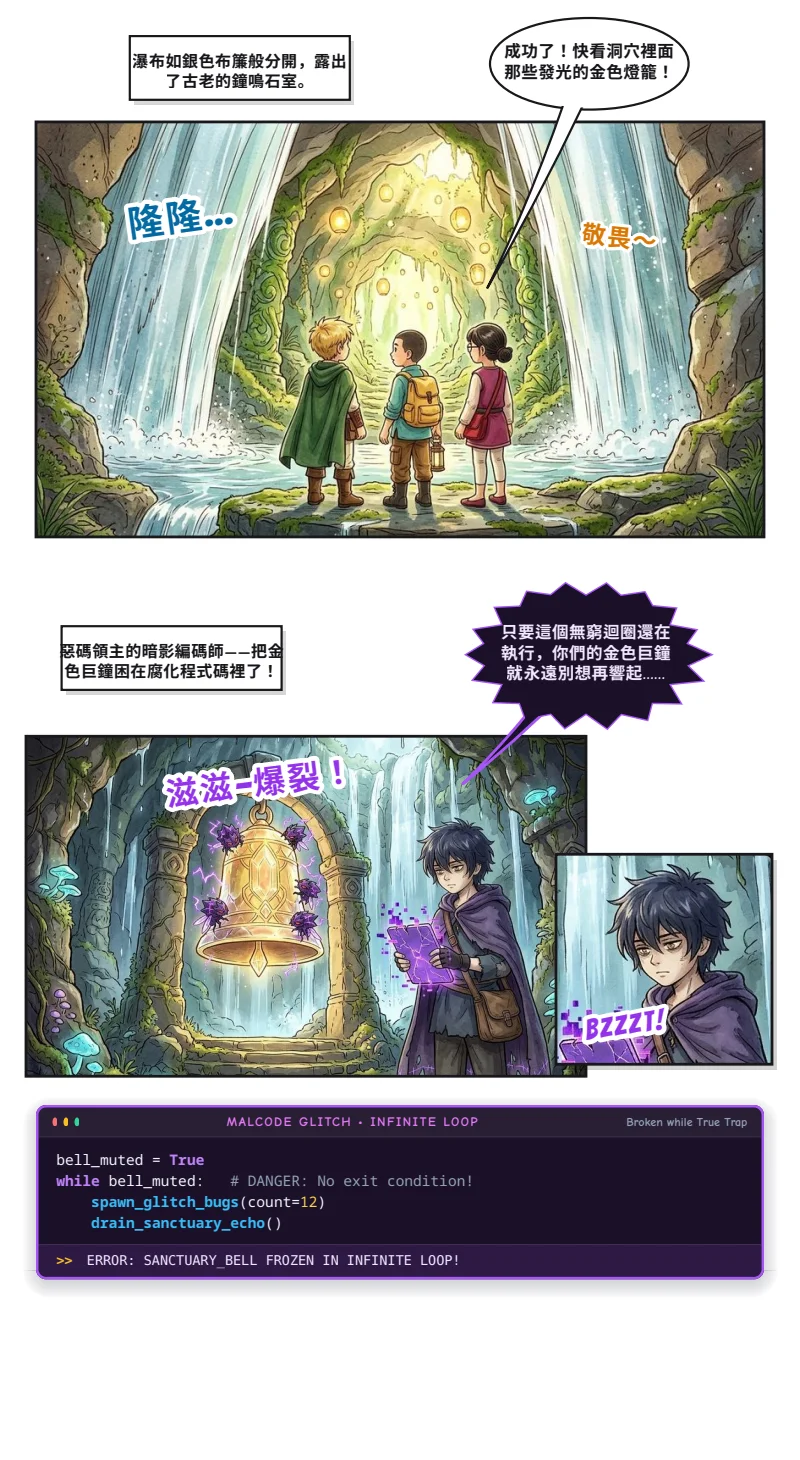 瀑布如銀色布簾般分開，露出
了古老的鐘鳴石室。
成功了！快看洞穴裡面
那些發光的金色燈籠！
隆隆…
敬畏～
惡碼領主的暗影編碼師——把金
色巨鐘困在腐化程式碼裡了！
只要這個無窮迴圈還在
執行，你們的金色巨鐘
就永遠別想再響起……
滋滋-爆裂！
BZZZT!
MALCODE GLITCH • INFINITE LOOP
Broken while True Trap
bell_muted = True
while bell_muted:   # DANGER: No exit condition!
    spawn_glitch_bugs(count=12)
    drain_sanctuary_echo()
>> ERROR: SANCTUARY_BELL FROZEN IN INFINITE LOOP!